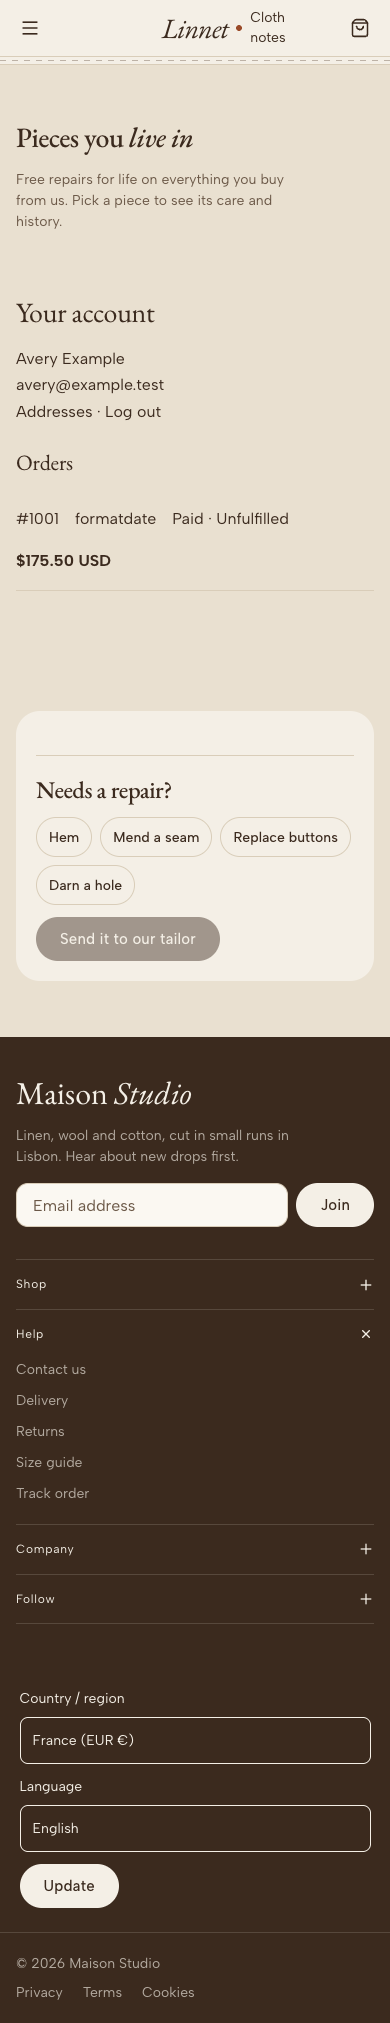 Linnet
Cloth
notes
Pieces you live in
Free repairs for life on everything you buy
from us. Pick a piece to see its care and
history.
Your account
Avery Example
avery@example.test
Addresses · Log out
Orders
#1001 formatdate Paid · Unfulfilled
$175.50 USD
Needs a repair?
Hem Mend a seam Replace buttons
Darn a hole
Send it to our tailor
Maison Studio
Linen, wool and cotton, cut in small runs in
Lisbon. Hear about new drops first.
Email address Join
Shop
Help
Contact us
Delivery
Returns
Size guide
Track order
Company
Follow
Country / region
France (EUR €)
Language
English
Update
© 2026 Maison Studio
Privacy Terms Cookies